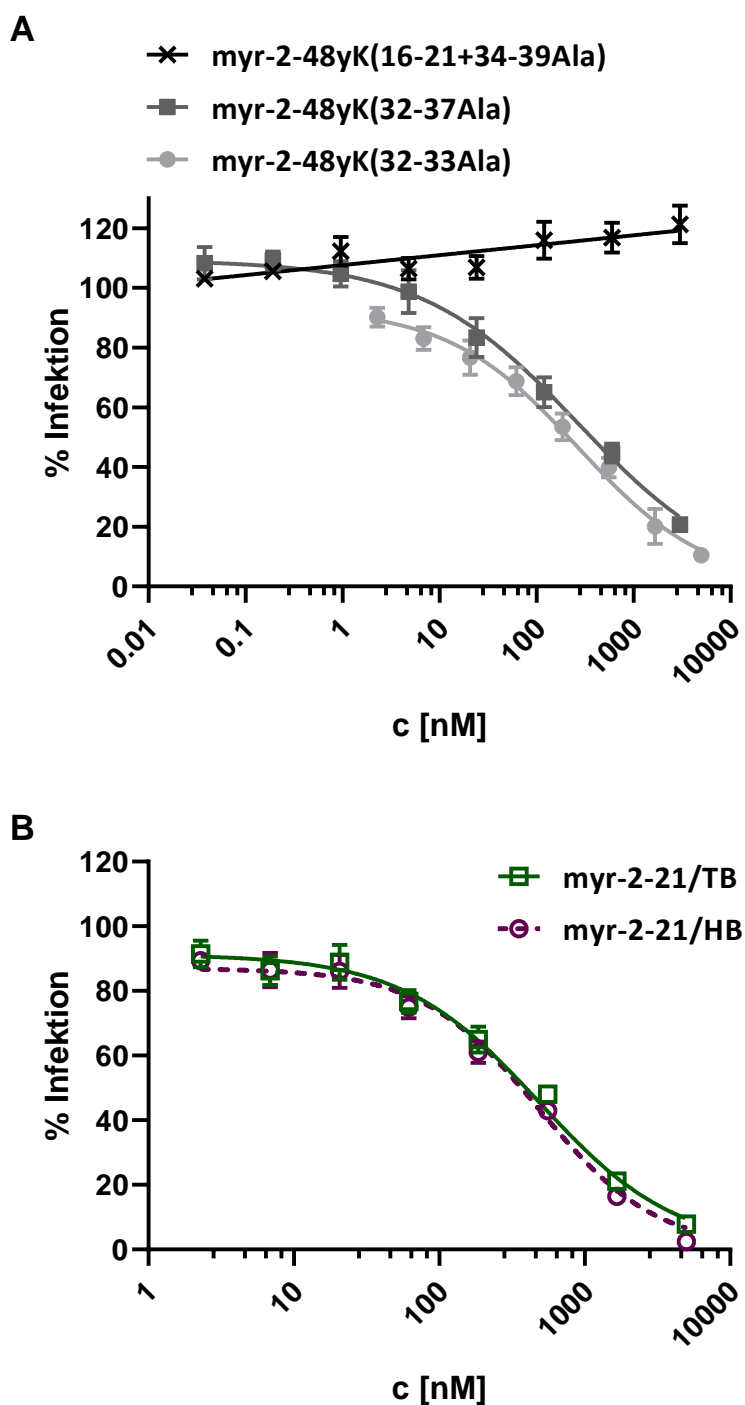 A
myr-2-48yK(16-21+34-39Ala)
myr-2-48yK(32-37Ala)
myr-2-48yK(32-33Ala)
120
100
80
60
40
20
0
% Infektion
0.01
0.1
1
10
100
1000
10000
c [nM]
B
myr-2-21/TB
myr-2-21/HB
120
100
80
60
40
20
0
% Infektion
1
10
100
1000
10000
c [nM]